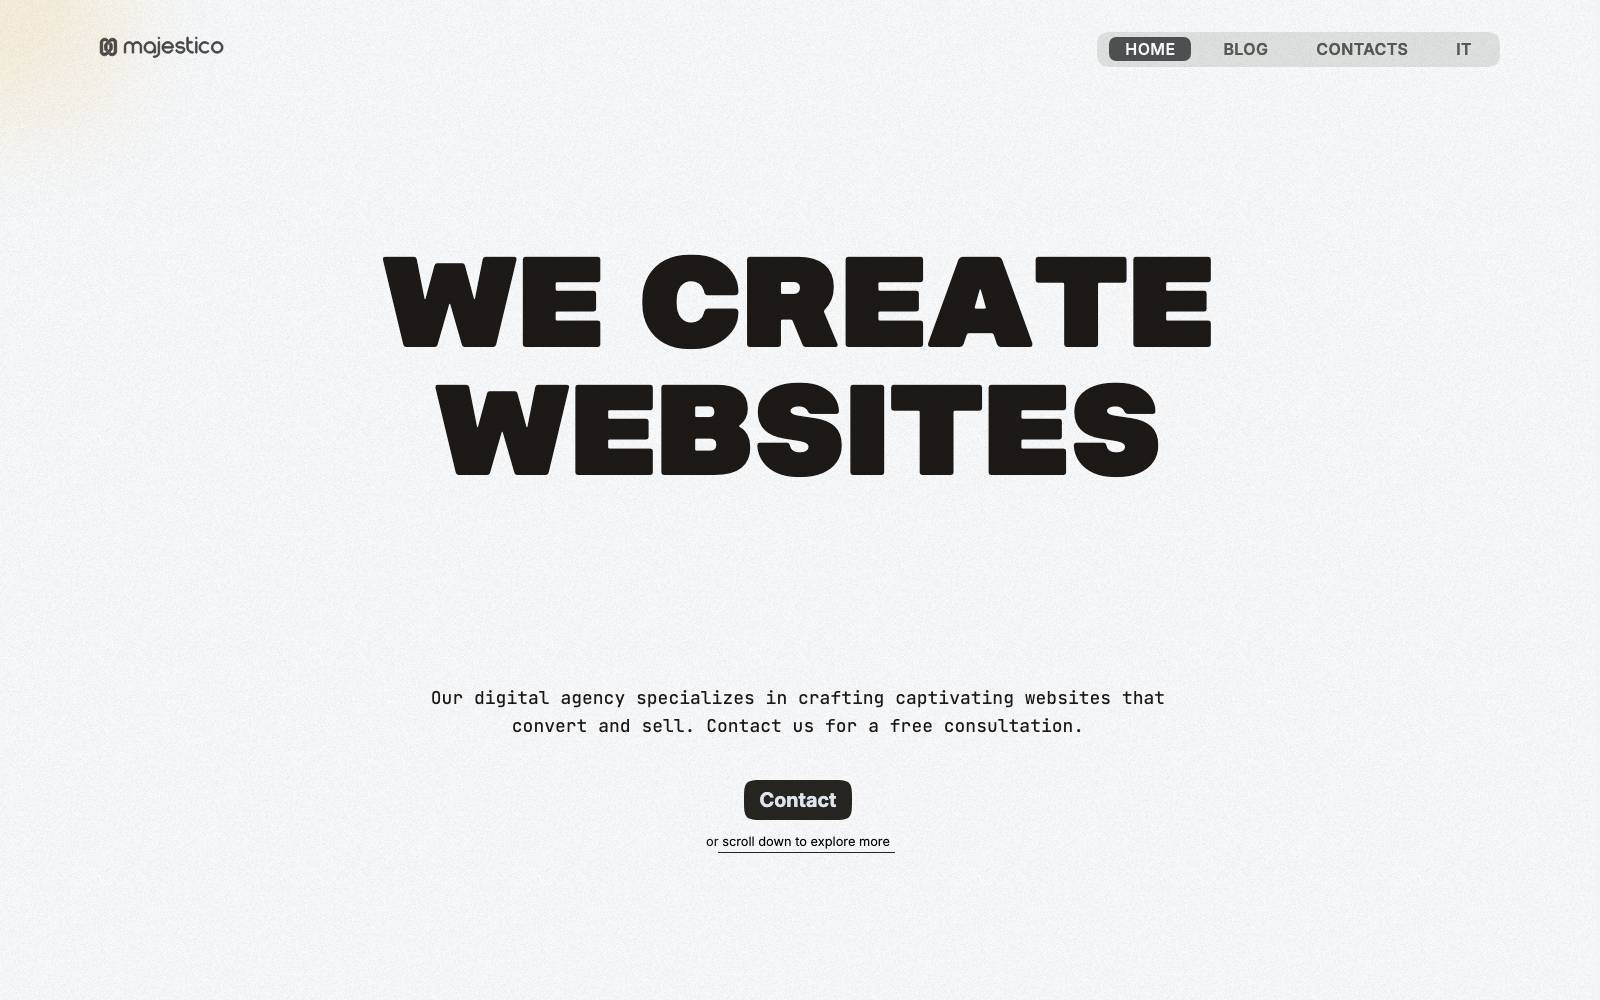 majestico
HOME BLOG CONTACTS IT
WE CREATE
WEBSITES
Our digital agency specializes in crafting captivating websites that
convert and sell. Contact us for a free consultation.
Contact
or scroll down to explore more